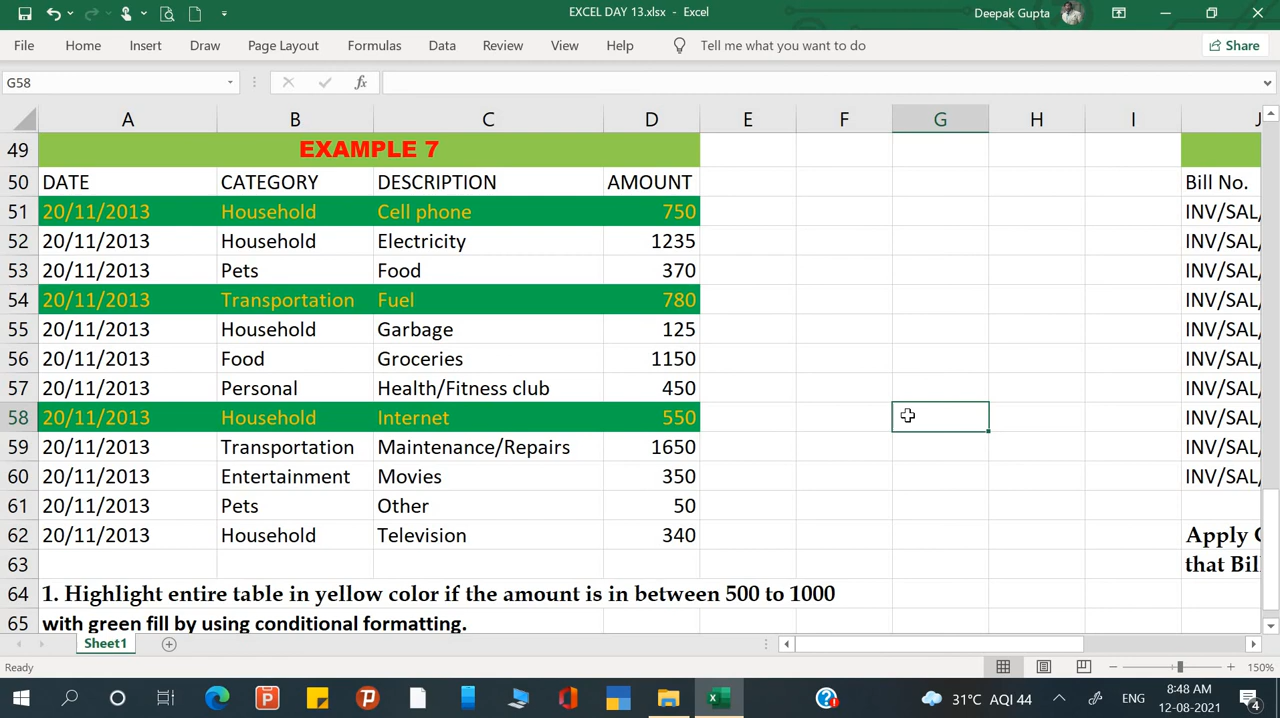 EXCEL DAY 13.xlsx - Excel
Deepak Gupta
File Home Insert Draw Page Layout Formulas Data Review View Help Tell me what you want to do Share
G58 fx
A B C D E F G H I J
49 EXAMPLE 7
50 DATE CATEGORY DESCRIPTION AMOUNT Bill No.
51 20/11/2013 Household Cell phone 750 INV/SAL/
52 20/11/2013 Household Electricity 1235 INV/SAL/
53 20/11/2013 Pets Food 370 INV/SAL/
54 20/11/2013 Transportation Fuel 780 INV/SAL/
55 20/11/2013 Household Garbage 125 INV/SAL/
56 20/11/2013 Food Groceries 1150 INV/SAL/
57 20/11/2013 Personal Health/Fitness club 450 INV/SAL/
58 20/11/2013 Household Internet 550 INV/SAL/
59 20/11/2013 Transportation Maintenance/Repairs 1650 INV/SAL/
60 20/11/2013 Entertainment Movies 350 INV/SAL/
61 20/11/2013 Pets Other 50
62 20/11/2013 Household Television 340 Apply
63 that Bil
64 1. Highlight entire table in yellow color if the amount is in between 500 to 1000
65 with green fill by using conditional formatting.
Sheet1
Ready 150%
31°C AQI 44 ENG 8:48 AM
12-08-2021 4